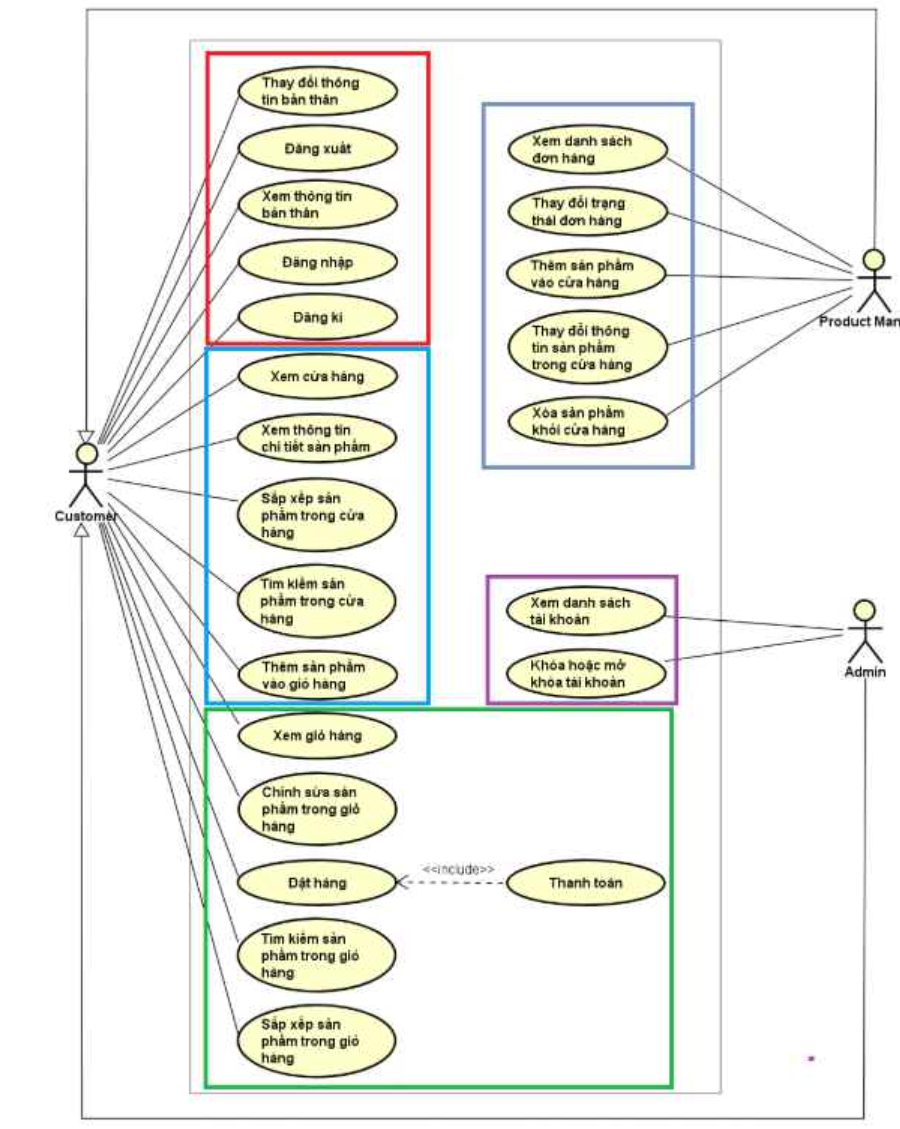 Thay đổi thông
tin bản thân
Đăng xuất
Xem thông tin
bản thân
Đăng nhập
Đăng kí
Xem cửa hàng
Xem thông tin
chi tiết sản phẩm
Sắp xếp sản
phẩm trong cửa
hàng
Tìm kiếm sản
phẩm trong cửa
hàng
Thêm sản phẩm
vào giỏ hàng
Xem giỏ hàng
Chỉnh sửa sản
phẩm trong giỏ
hàng
Đặt hàng
<<include>>
Thanh toán
Tìm kiếm sản
phẩm trong giỏ
hàng
Sắp xếp sản
phẩm trong giỏ
hàng
Customer
Xem danh sách
đơn hàng
Thay đổi trạng
thái đơn hàng
Thêm sản phẩm
vào cửa hàng
Thay đổi thông
tin sản phẩm
trong cửa hàng
Xóa sản phẩm
khỏi cửa hàng
Product Man
Xem danh sách
tài khoản
Khóa hoặc mở
khóa tài khoản
Admin